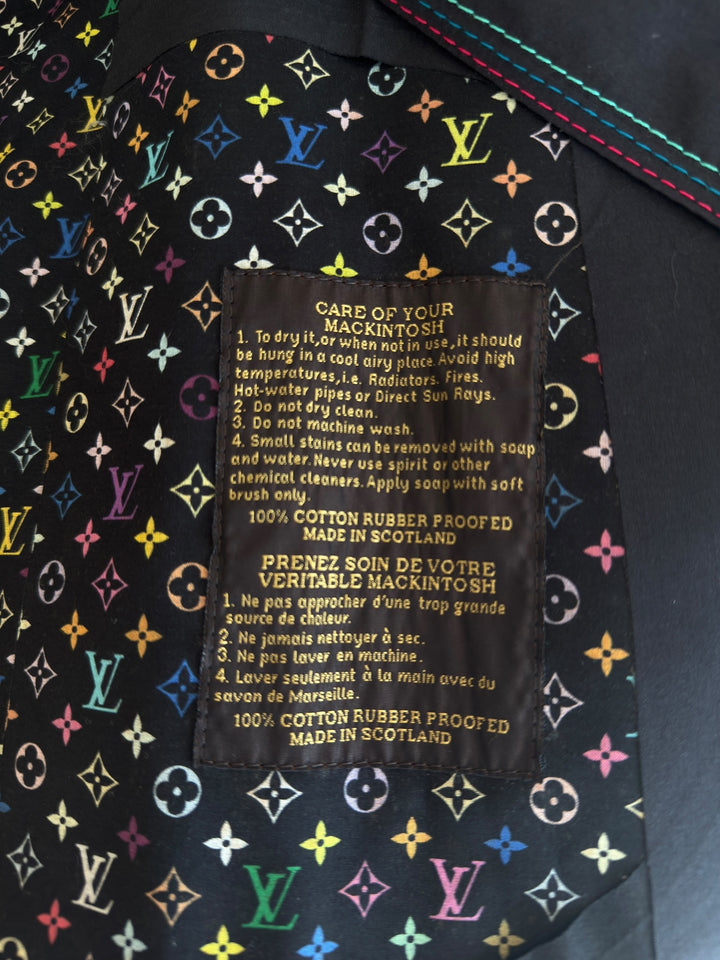 CARE OF YOUR
MACKINTOSH
1. To dry it, or when not in use, it should
be hung in a cool airy place. Avoid high
temperatures, i.e. Radiators. Fires.
Hot-water pipes or Direct Sun Rays.
2. Do not dry clean.
3. Do not machine wash.
4. Small stains can be removed with soap
and water. Never use spirit or other
chemical cleaners. Apply soap with soft
brush only.
100% COTTON RUBBER PROOFED
MADE IN SCOTLAND
PRENEZ SOIN DE VOTRE
VERITABLE MACKINTOSH
1. Ne pas approcher d'une trop grande
source de chaleur.
2. Ne jamais nettoyer à sec.
3. Ne pas laver en machine.
4. Laver seulement à la main avec du
savon de Marseille.
100% COTTON RUBBER PROOFED
MADE IN SCOTLAND